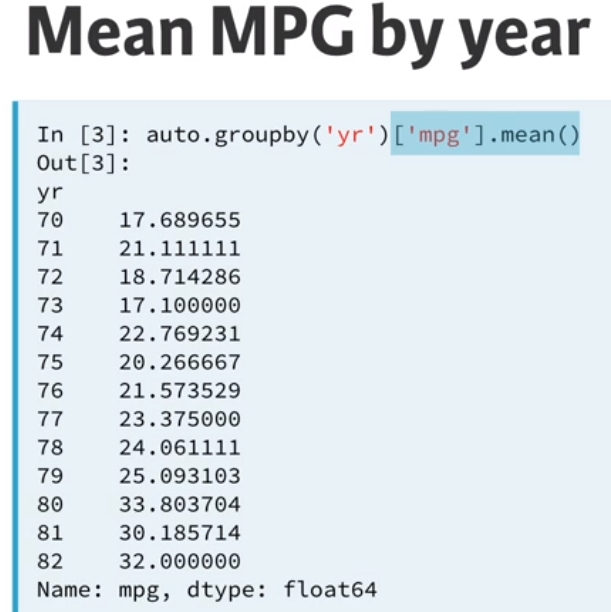 Mean MPG by year
In [3]: auto.groupby('yr')['mpg'].mean()
Out[3]:
yr
70    17.689655
71    21.111111
72    18.714286
73    17.100000
74    22.769231
75    20.266667
76    21.573529
77    23.375000
78    24.061111
79    25.093103
80    33.803704
81    30.185714
82    32.000000
Name: mpg, dtype: float64